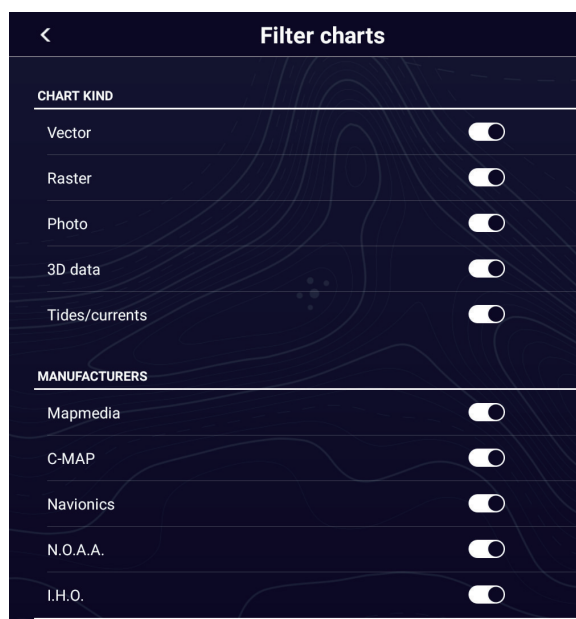 Filter charts
CHART KIND
Vector
Raster
Photo
3D data
Tides/currents
MANUFACTURERS
Mapmedia
C-MAP
Navionics
N.O.A.A.
I.H.O.